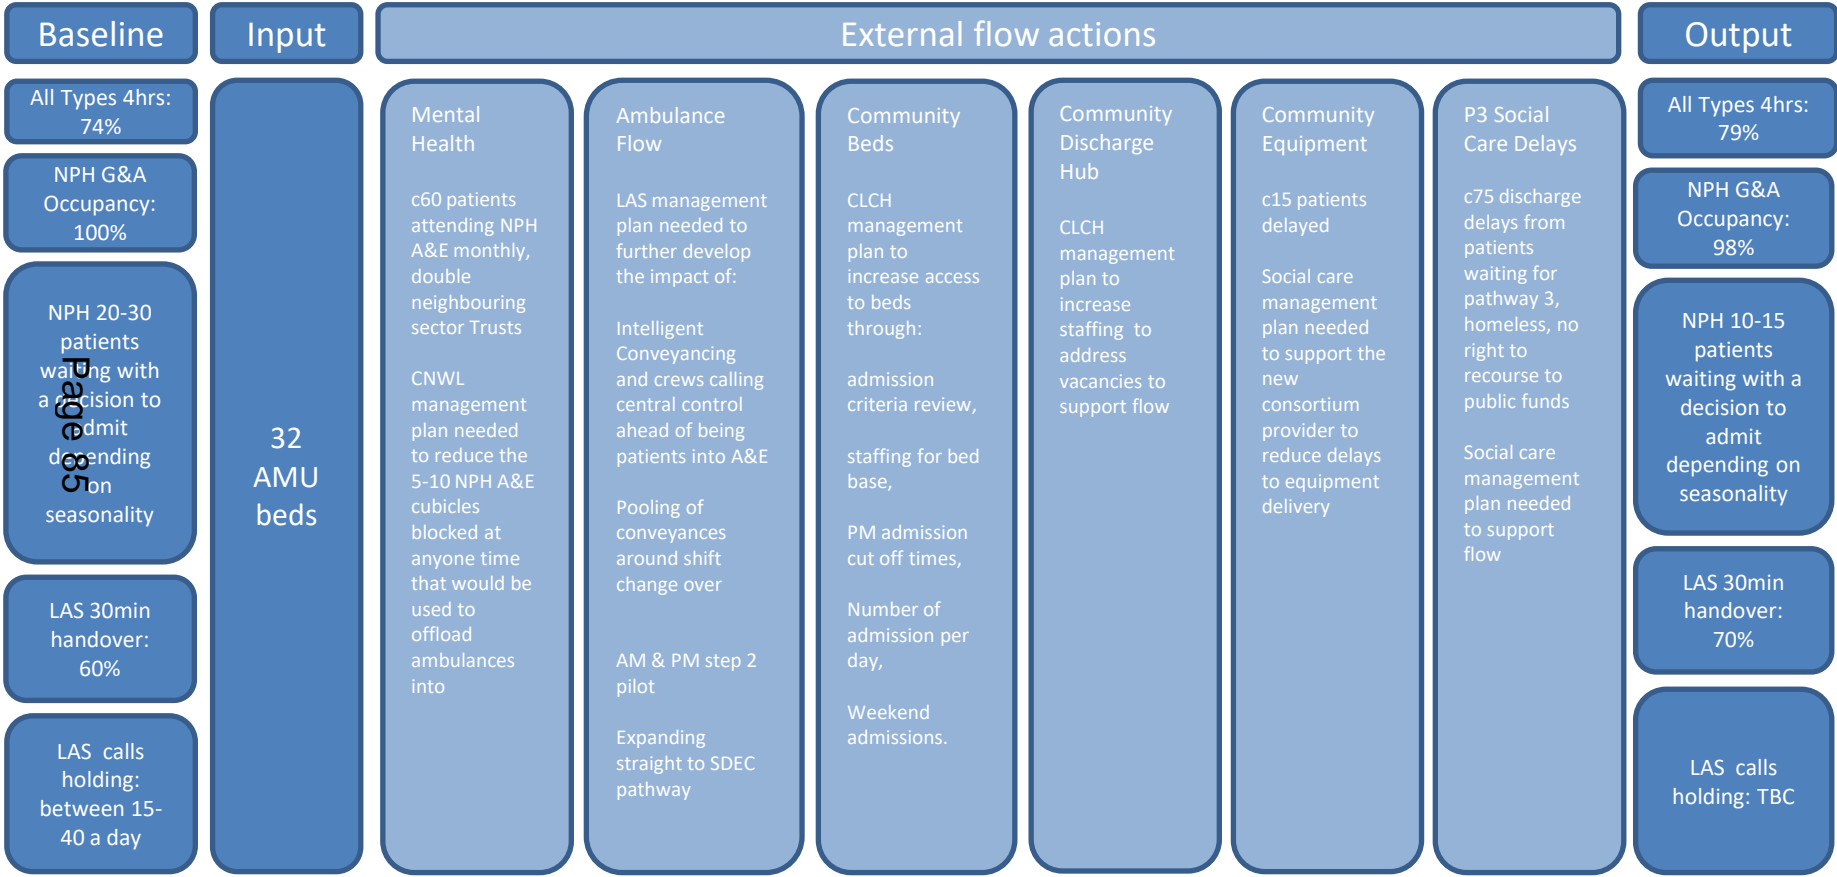 Baseline
Input
External flow actions
Output
All Types 4hrs:
74%
NPH G&A
Occupancy:
100%
NPH 20-30
patients
waiting with
a decision to
admit
depending
on
seasonality
LAS 30min
handover:
60%
LAS  calls
holding:
between 15-
40 a day
Page 85
32
AMU
beds
Mental
Health
c60 patients
attending NPH
A&E monthly,
double
neighbouring
sector Trusts
CNWL
management
plan needed
to reduce the
5-10 NPH A&E
cubicles
blocked at
anyone time
that would be
used to
offload
ambulances
into
Ambulance
Flow
LAS management
plan needed to
further develop
the impact of:
Intelligent
Conveyancing
and crews calling
central control
ahead of being
patients into A&E
Pooling of
conveyances
around shift
change over
AM & PM step 2
pilot
Expanding
straight to SDEC
pathway
Community
Beds
CLCH
management
plan to
increase access
to beds
through:
admission
criteria review,
staffing for bed
base,
PM admission
cut off times,
Number of
admission per
day,
Weekend
admissions.
Community
Discharge
Hub
CLCH
management
plan to
increase
staffing  to
address
vacancies to
support flow
Community
Equipment
c15 patients
delayed
Social care
management
plan needed
to support the
new
consortium
provider to
reduce delays
to equipment
delivery
P3 Social
Care Delays
c75 discharge
delays from
patients
waiting for
pathway 3,
homeless, no
right to
recourse to
public funds
Social care
management
plan needed
to support
flow
All Types 4hrs:
79%
NPH G&A
Occupancy:
98%
NPH 10-15
patients
waiting with a
decision to
admit
depending on
seasonality
LAS 30min
handover:
70%
LAS  calls
holding: TBC